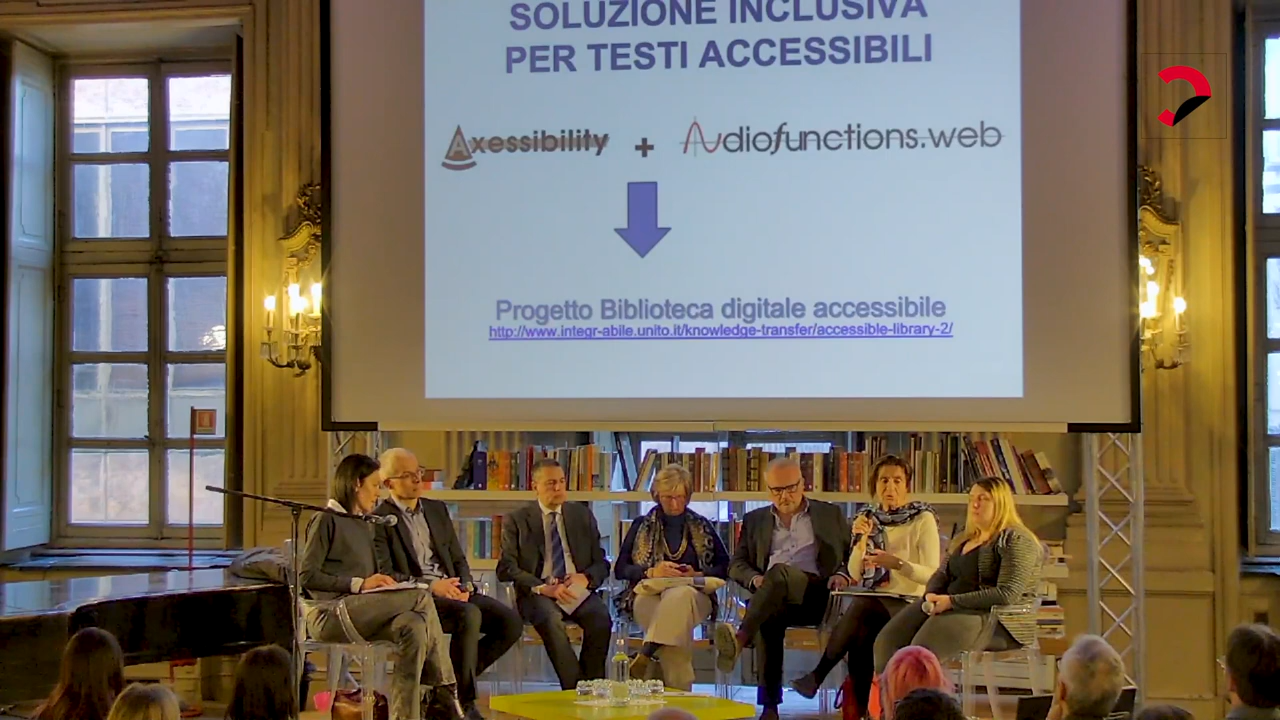 SOLUZIONE INCLUSIVA
PER TESTI ACCESSIBILI
Axessibility + Audiofunctions.web
Progetto Biblioteca digitale accessibile
http://www.integr-abile.unito.it/knowledge-transfer/accessible-library-2/